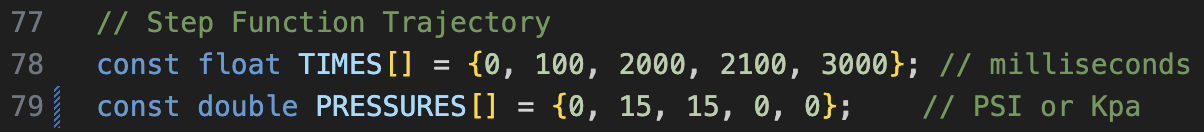 77 // Step Function Trajectory
78 const float TIMES[] = {0, 100, 2000, 2100, 3000}; // milliseconds
79 const double PRESSURES[] = {0, 15, 15, 0, 0}; // PSI or Kpa